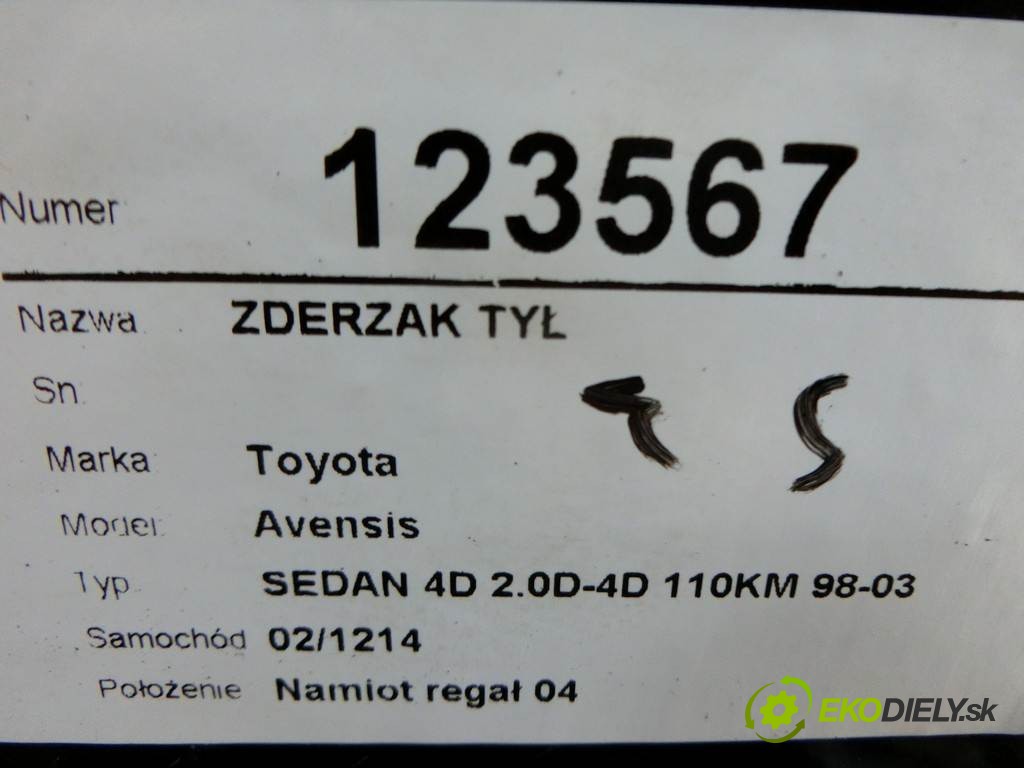 Numer 123567
Nazwa ZDERZAK TYŁ
Sn.
Marka Toyota
Model Avensis
Typ SEDAN 4D 2.0D-4D 110KM 98-03
Samochód 02/1214
Położenie Namiot regał 04
EKODIELY.sk